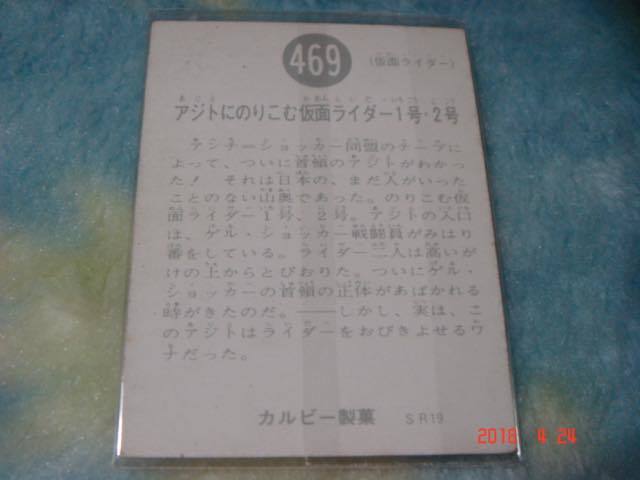 469
(仮面ライダー)
アジトにのりこむ仮面ライダー1号・2号
アンチ―ショッカー同盟のテープに
よって、ついに首領のアジトがわかっ
た! それは日本の、まだ人がいった
ことのない山奥であった。のりこむ仮
面ライダー1号、2号。アジトの入口
は、ゲル・ショッカー戦闘員がみはり
番をしている。ライダー二人は高いが
けの上からとびおりた。ついにゲル・
ショッカーの首領の正体があばかれる
時がきたのだ。――しかし、実は、こ
のアジトはライダーをおびきよせるワ
ナだった。
カルビー製菓 SR19
2018 4 24